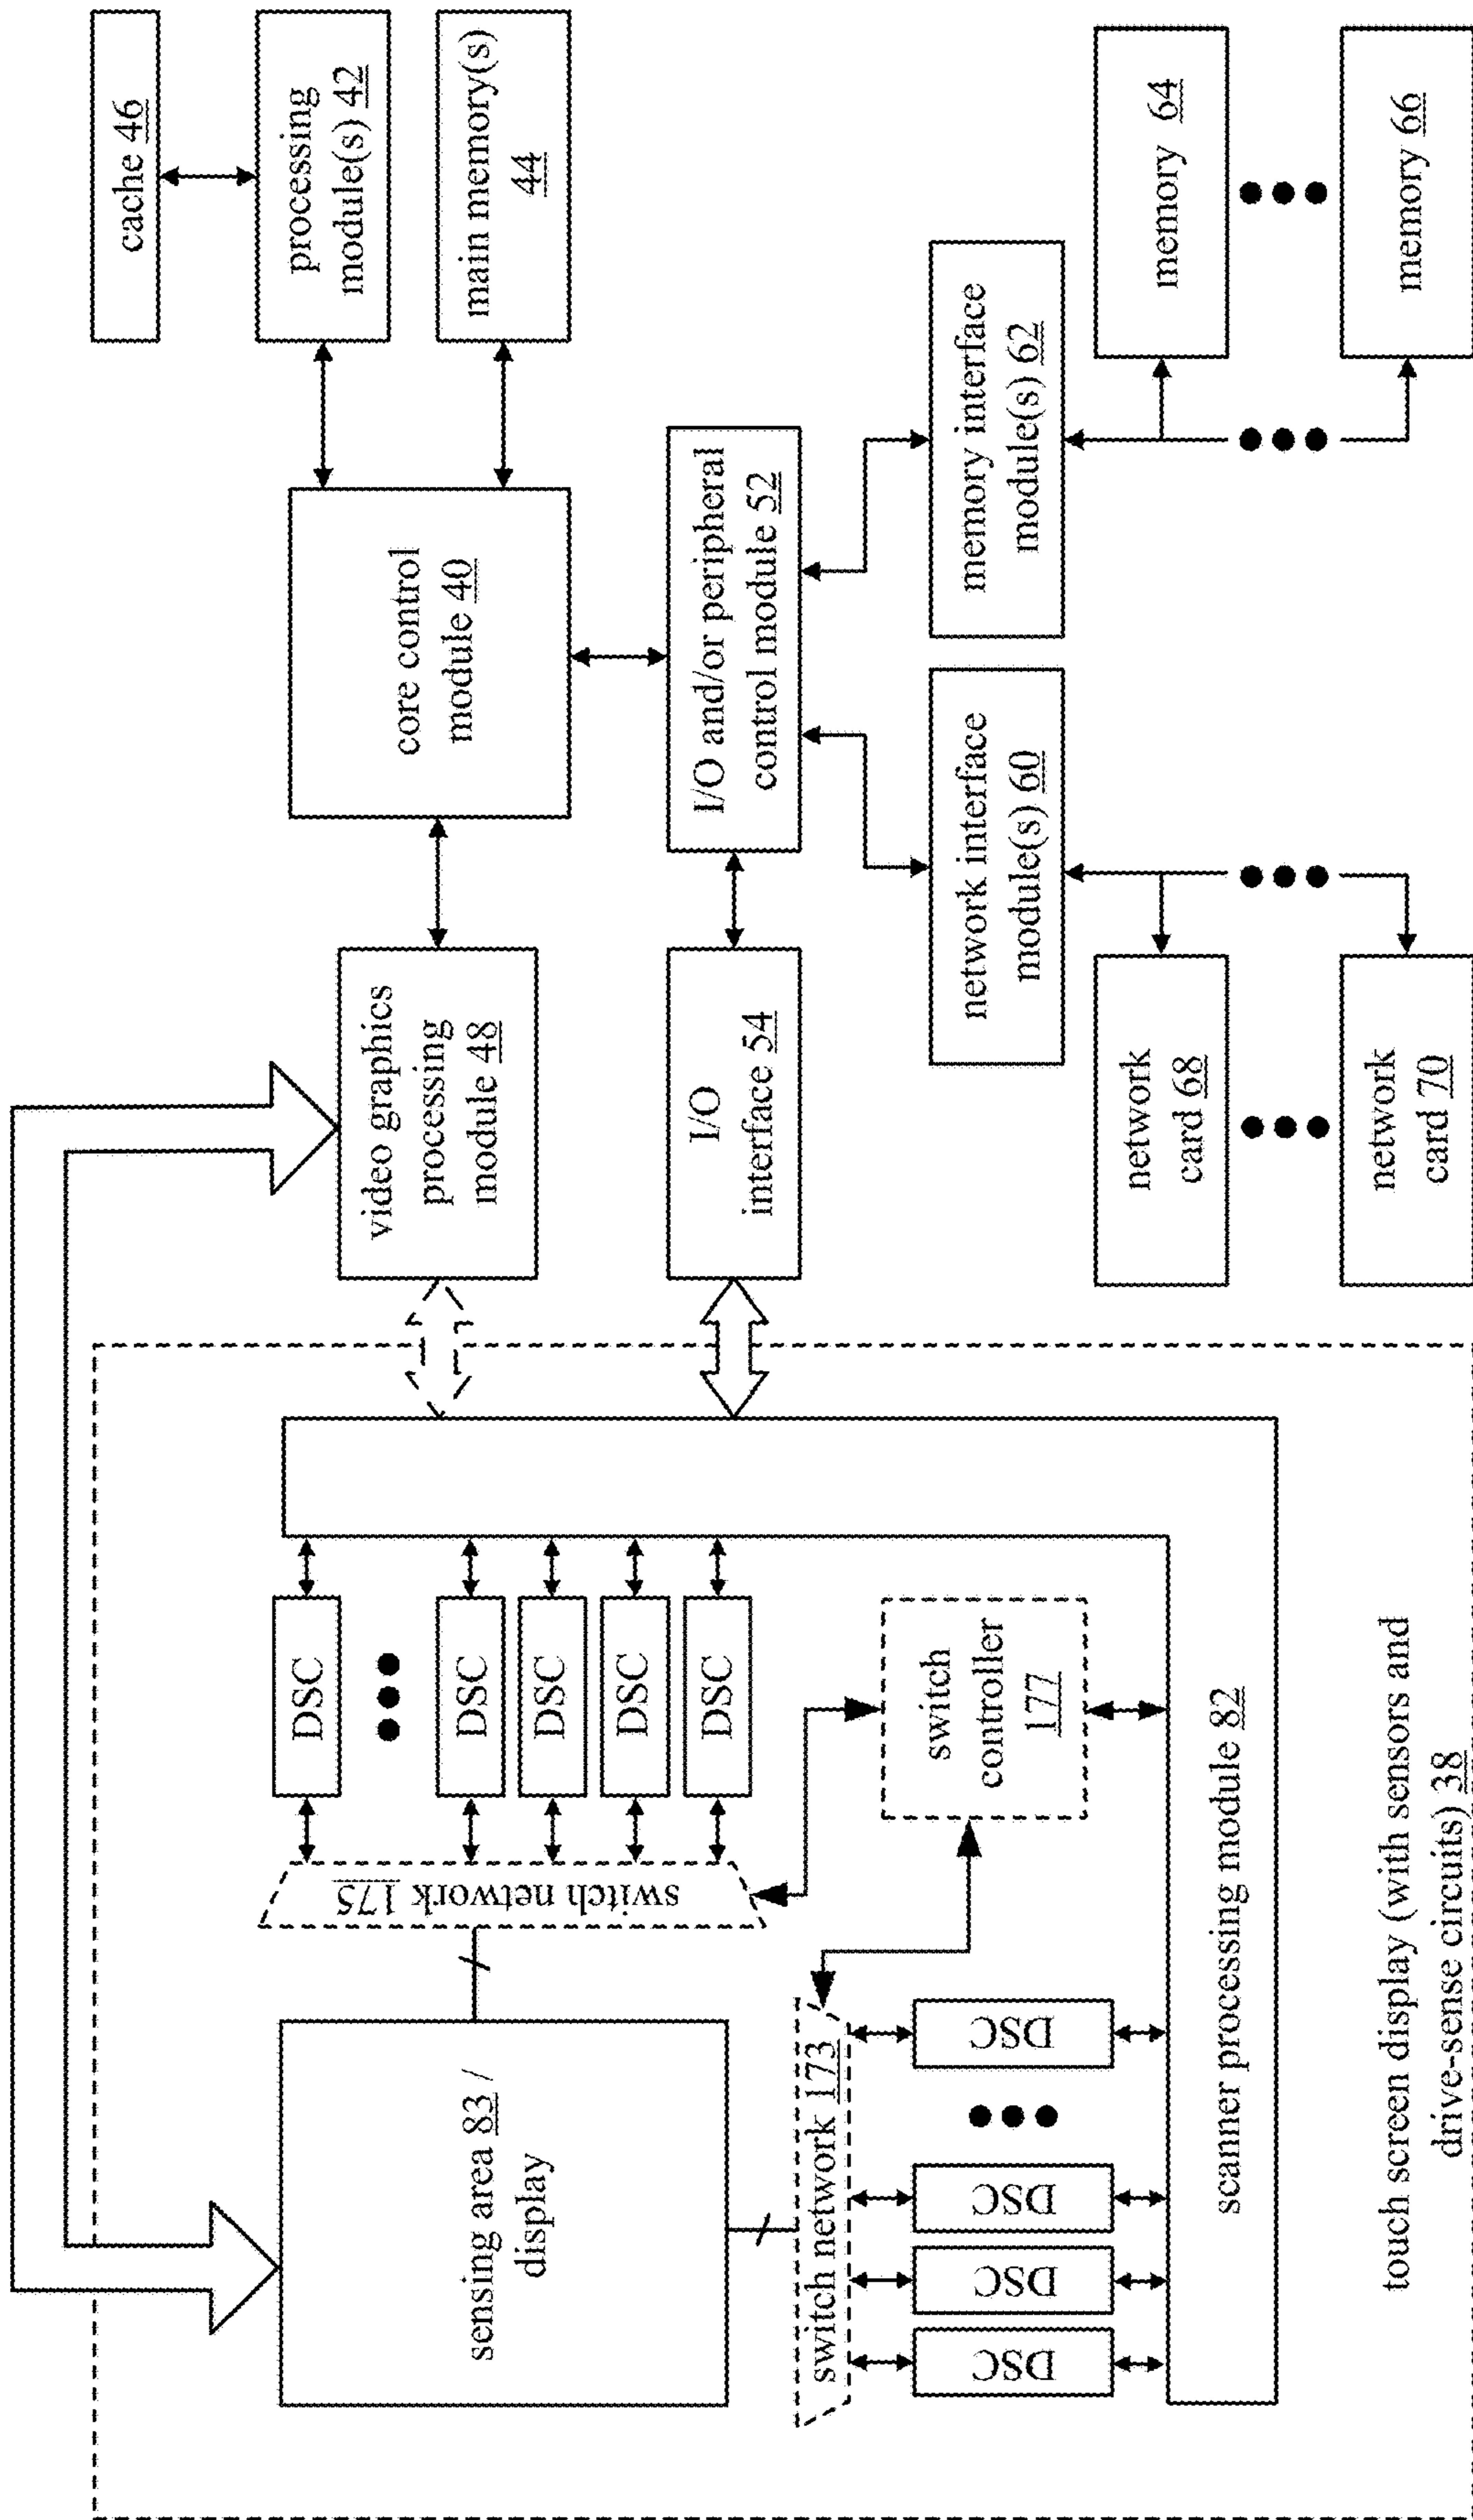 cache 46
processing
module(s) 42
main memory(s)
44
core control
module 40
video graphics
processing
module 48
I/O and/or peripheral
control module 52
I/O
interface 54
memory interface
module(s) 62
network interface
module(s) 60
memory 64
memory 66
network
card 68
network
card 70
sensing area 83 /
display
switch network 175
DSC
DSC
DSC
DSC
DSC
switch
controller
177
switch network 173
DSC
DSC
DSC
DSC
scanner processing module 82
touch screen display (with sensors and
drive-sense circuits) 38